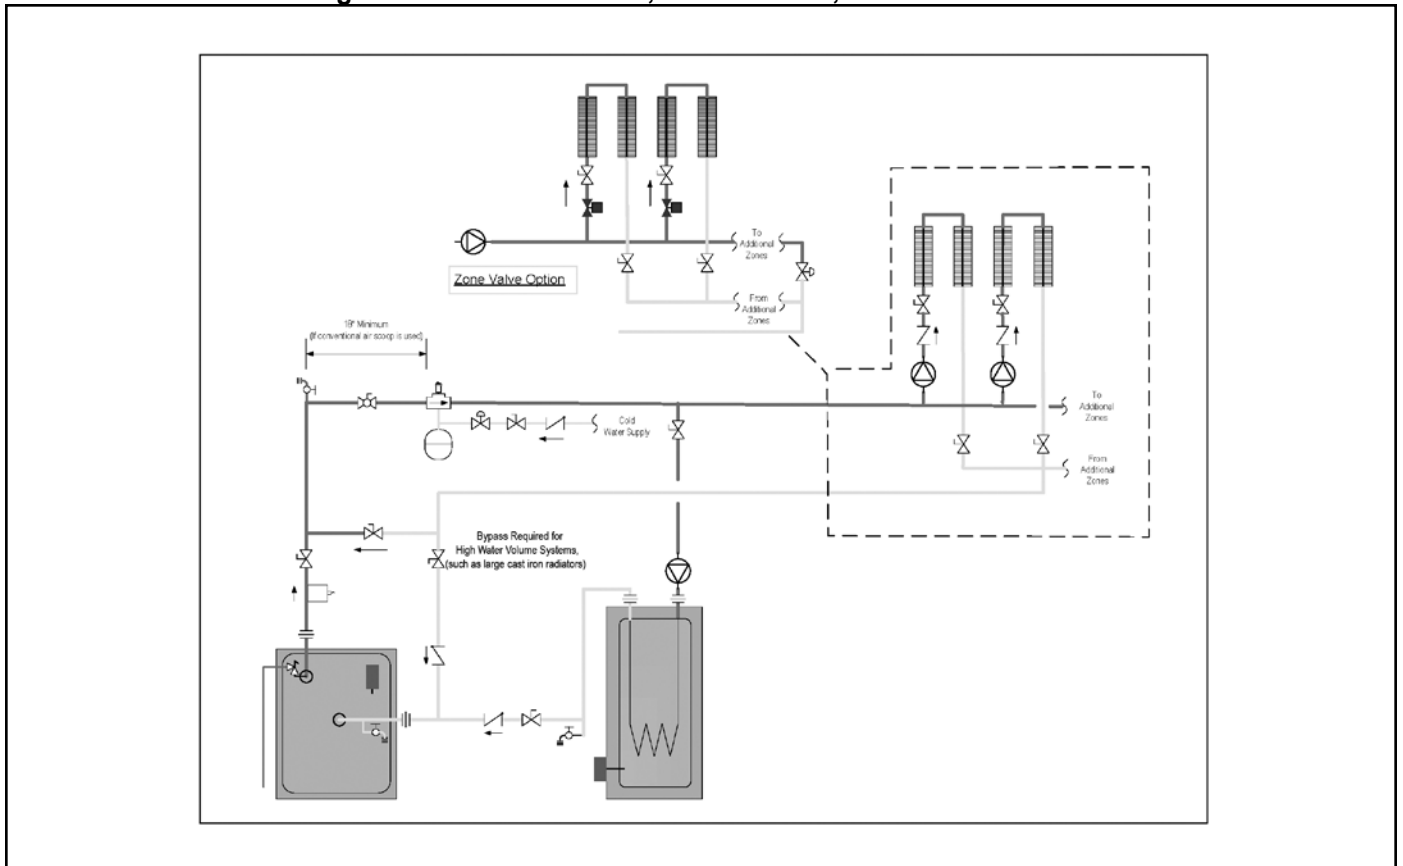 To
Additional
Zones
Zone Valve Option
From
Additional
Zones
18" Minimum
(If conventional air scoop is used)
Cold
Water Supply
To
Additional
Zones
From
Additional
Zones
Bypass Required for
High Water Volume Systems,
(such as large cast iron radiators)